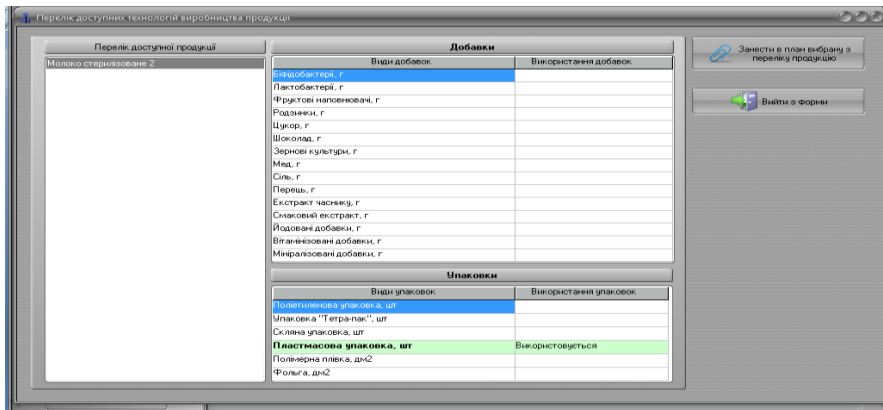 Перелік доступних технологій виробництва продукції
Перелік доступної продукції
Молоко стерилізоване 2
Добавки
Види добавок Використання добавок
Біфідобактерії, г
Лактобактерії, г
Фруктові наповнювачі, г
Родзинки, г
Цукор, г
Шоколад, г
Зернові культури, г
Мед, г
Сіль, г
Перець, г
Екстракт часнику, г
Смаковий екстракт, г
Йодовані добавки, г
Вітамінізовані добавки, г
Мініралізовані добавки, г
Упаковки
Види упаковок Використання упаковок
Поліетиленова упаковка, шт
Упаковка "Тетра-пак", шт
Скляна упаковка, шт
Пластмасова упаковка, шт Використовується
Полімерна плівка, дм2
Фольга, дм2
Занести в план вибрану з
переліку продукцію
Вийти з форми